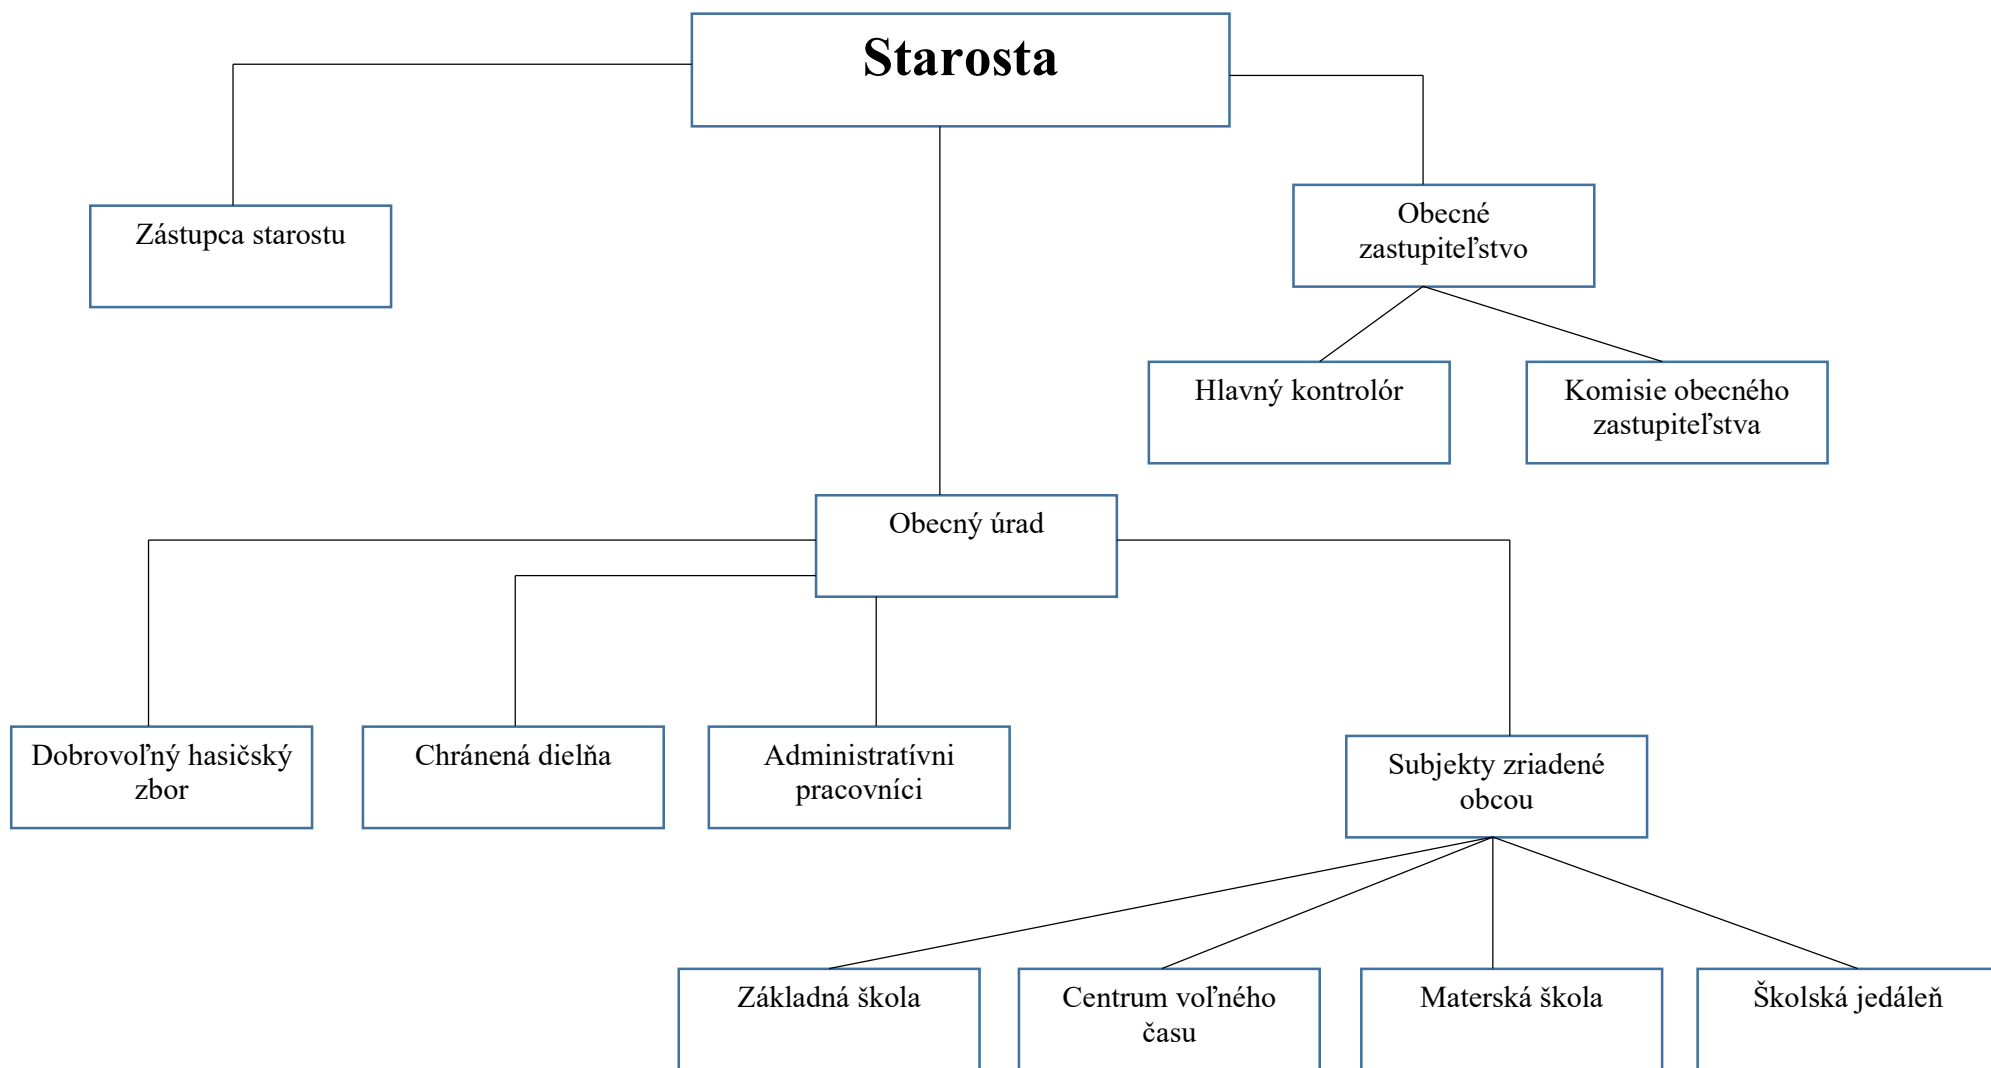 Starosta
Zástupca starostu
Obecné
zastupiteľstvo
Hlavný kontrolór
Komisie obecného
zastupiteľstva
Obecný úrad
Dobrovoľný hasičský
zbor
Chránená dielňa
Administratívni
pracovníci
Subjekty zriadené
obcou
Základná škola
Centrum voľného
času
Materská škola
Školská jedáleň